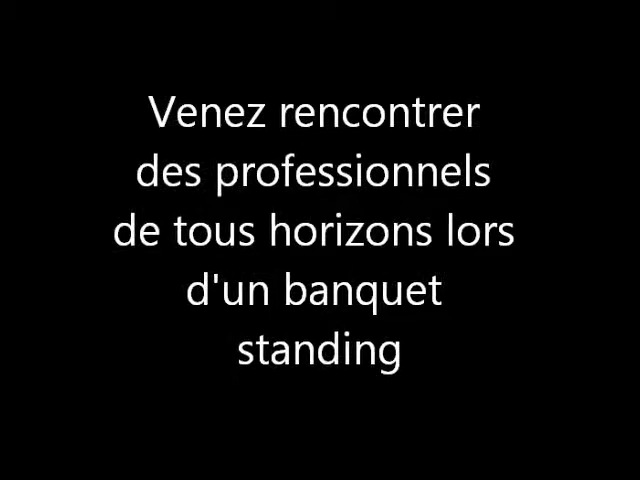 Venez rencontrer
des professionnels
de tous horizons lors
d'un banquet
standing